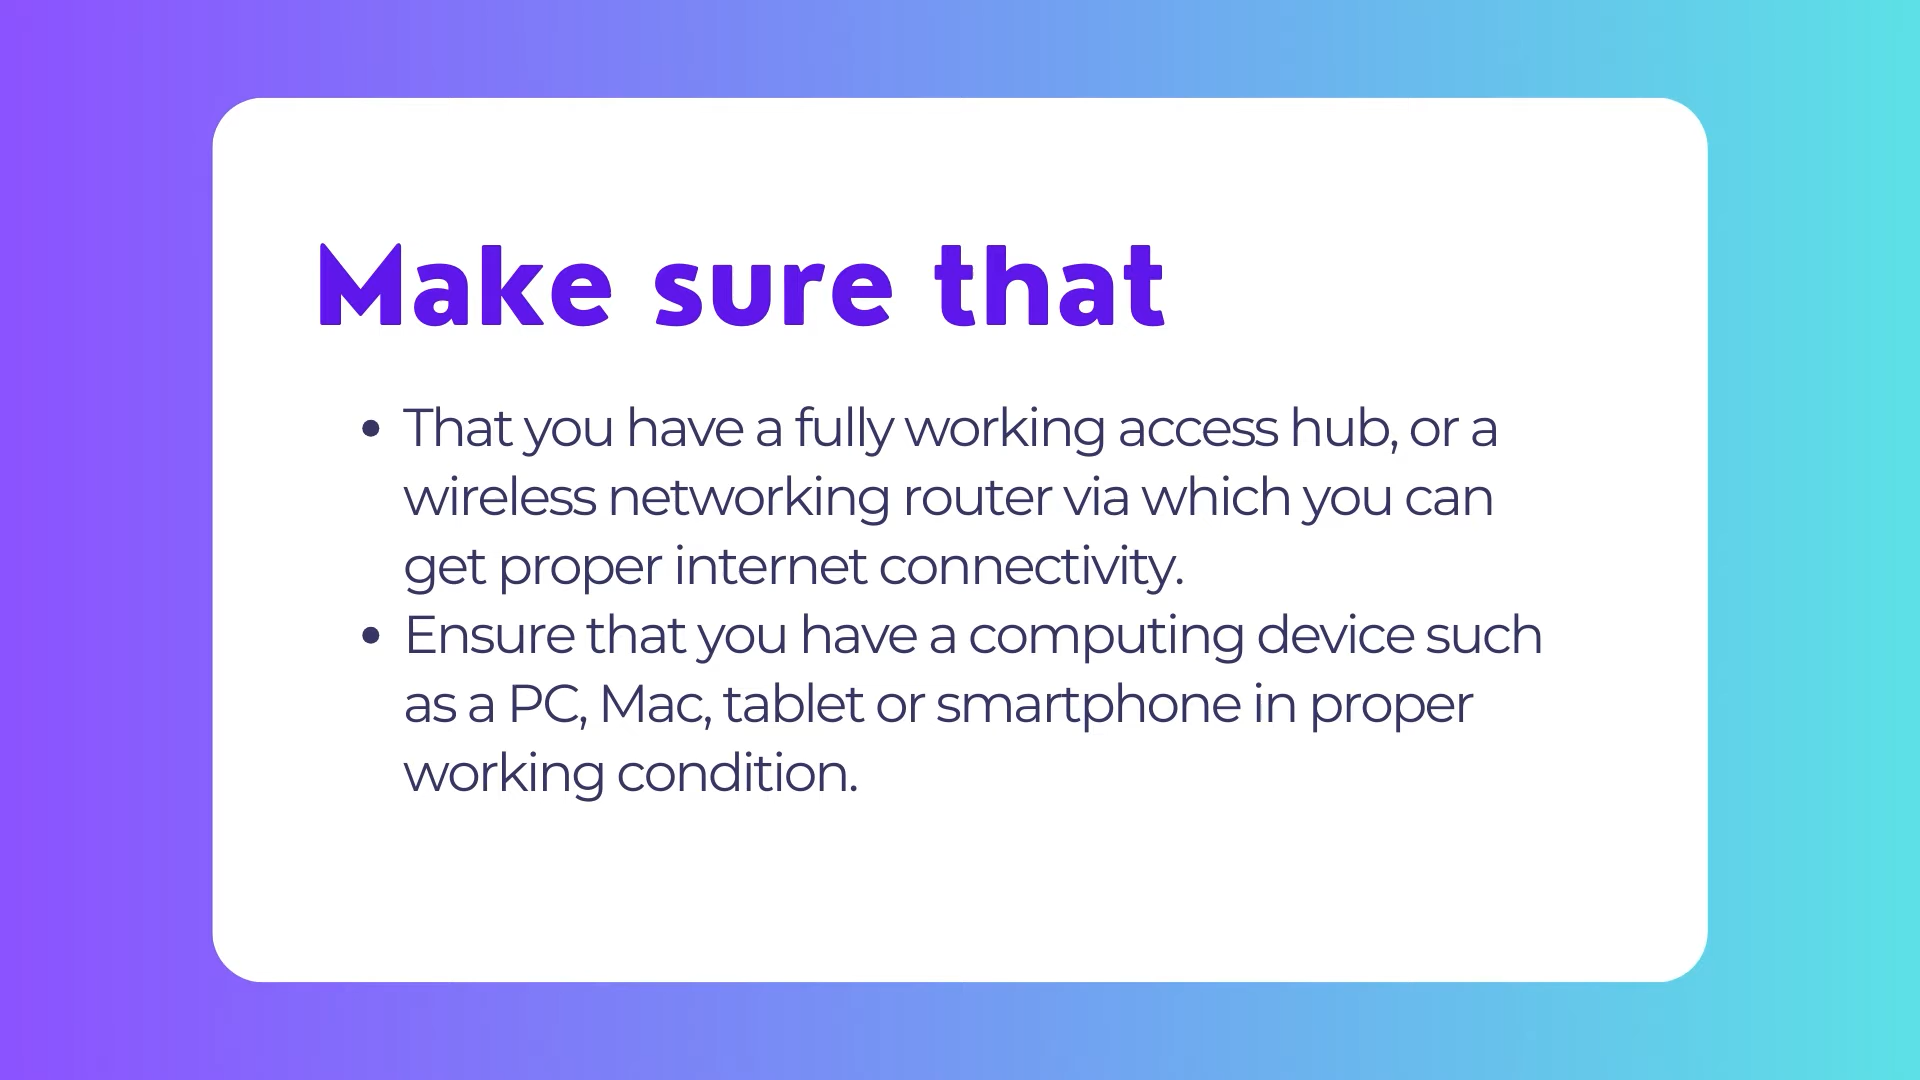 Make sure that
• That you have a fully working access hub, or a
wireless networking router via which you can
get proper internet connectivity.
• Ensure that you have a computing device such
as a PC, Mac, tablet or smartphone in proper
working condition.